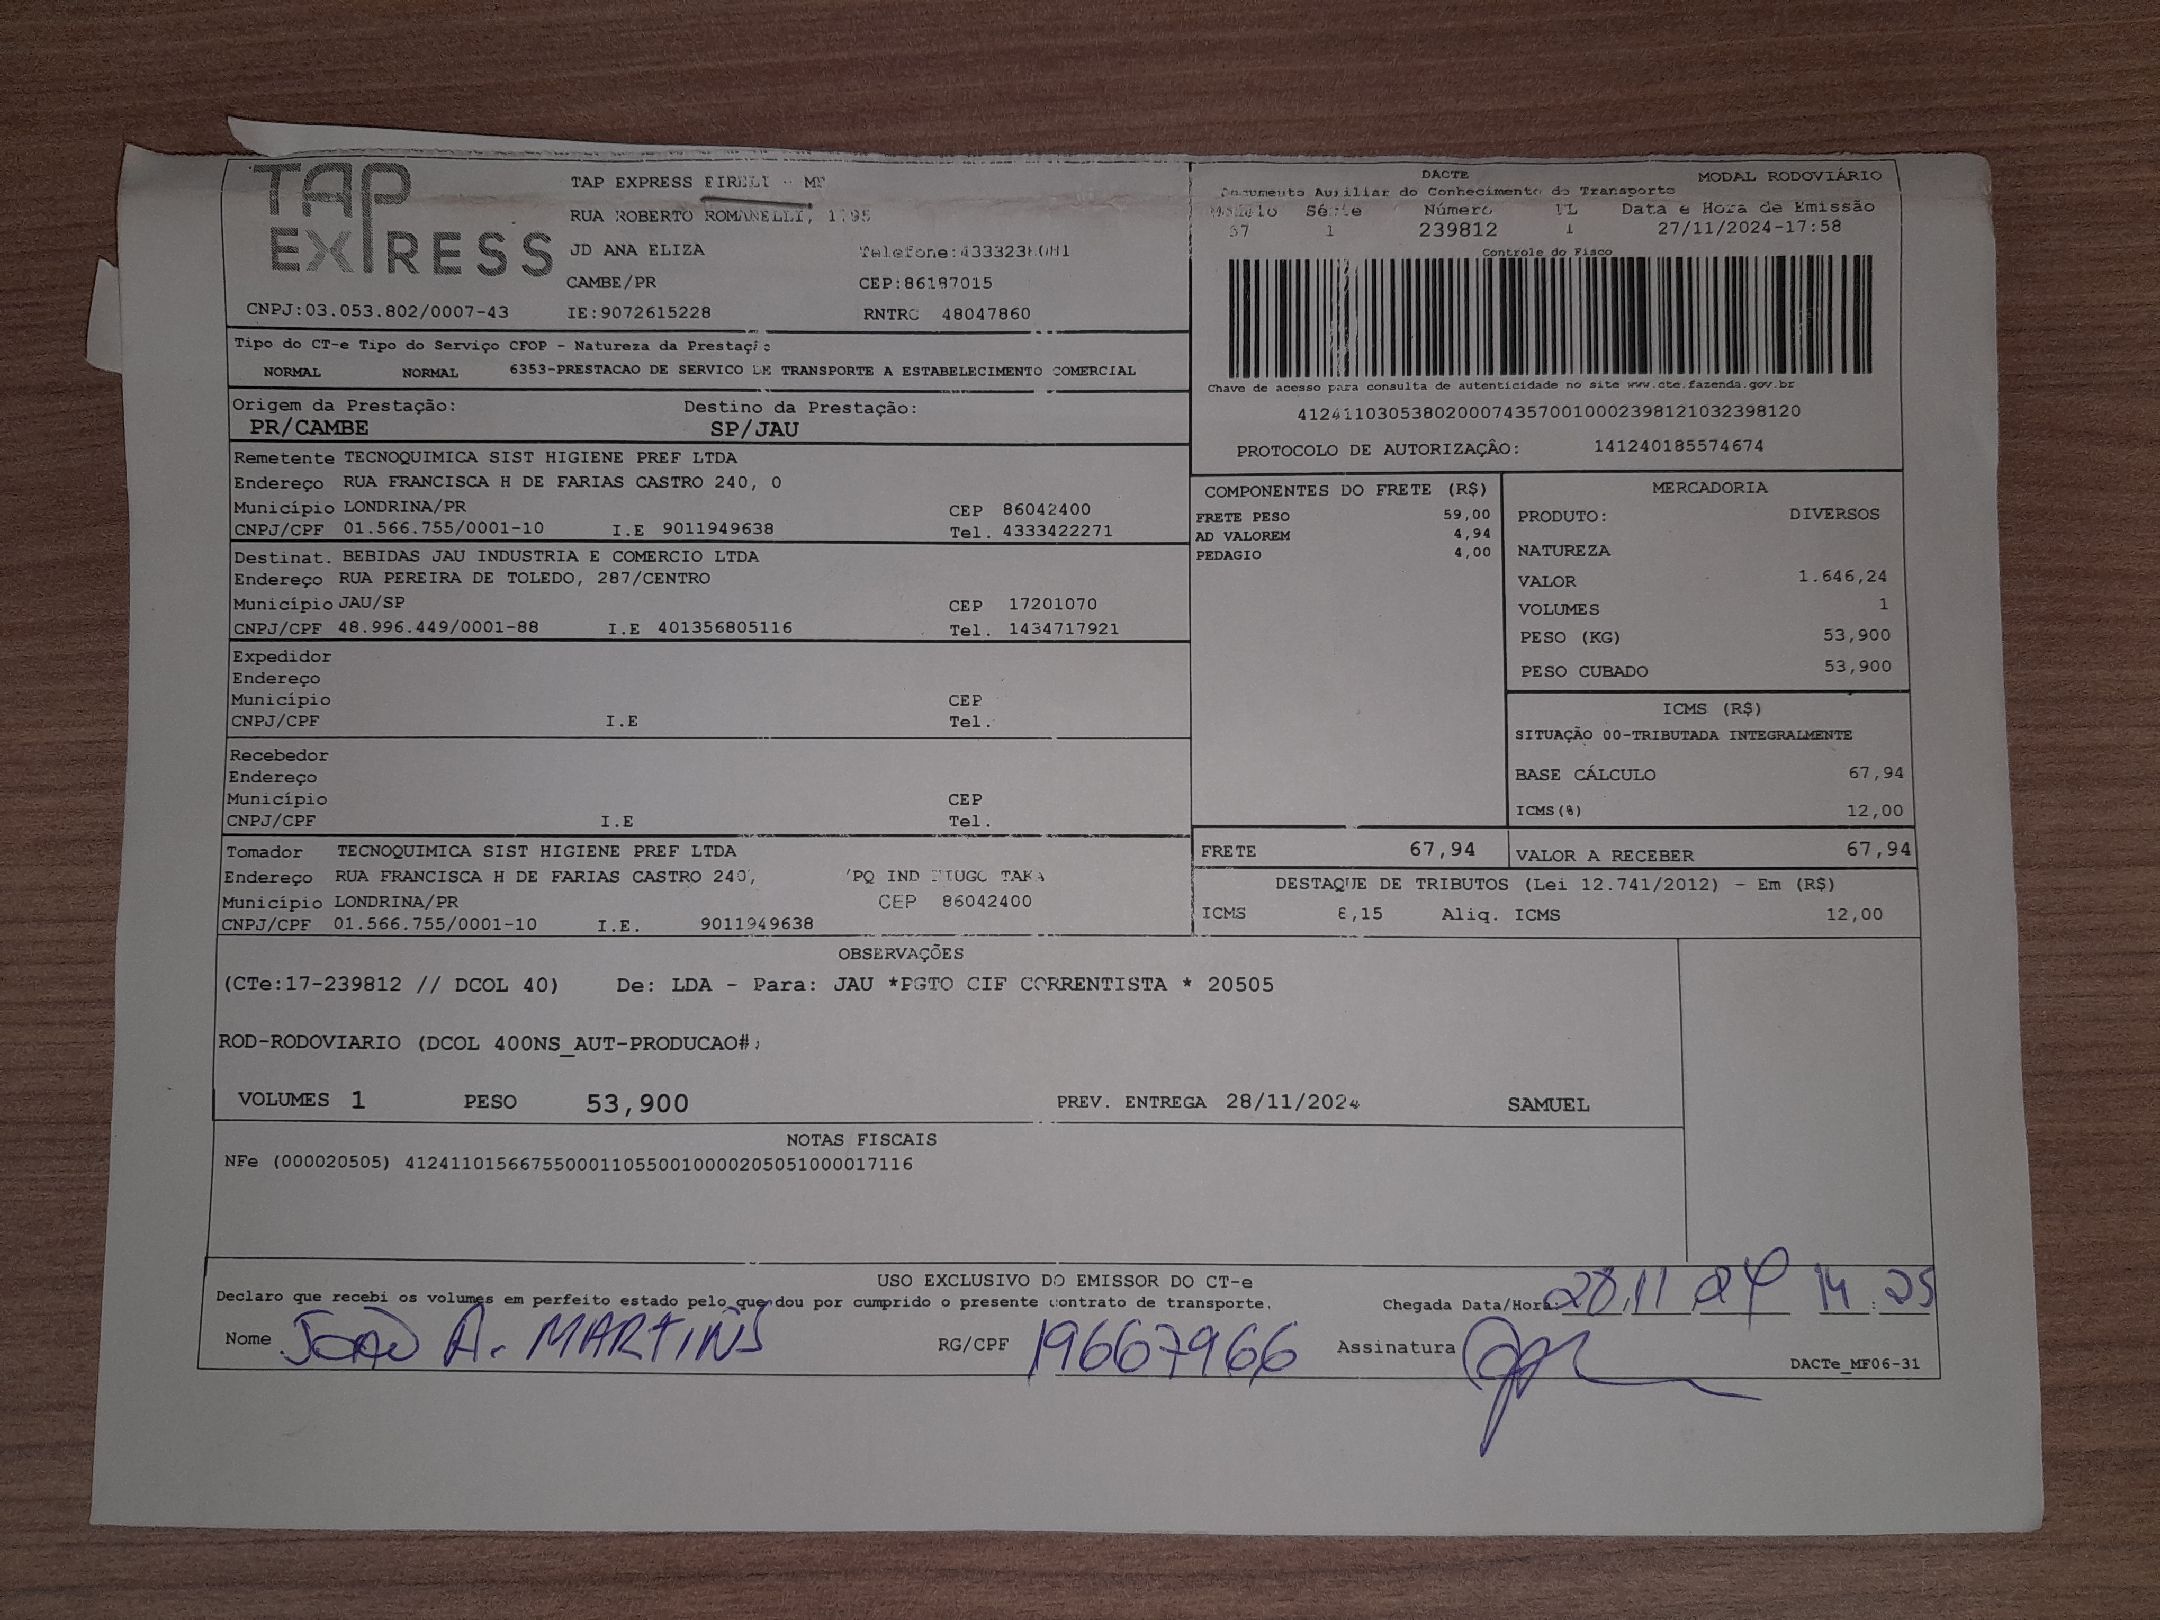 TAP
EXPRESS
TAP EXPRESS EIRELI - ME
RUA ROBERTO ROMANELLI,
JD ANA ELIZA
CAMBE/PR CEP:86187015
CNPJ:03.053.802/0007-43 IE:9072615228 RNTRC 48047860
DACTE MODAL RODOVIÁRIO
Documento Auxiliar do Conhecimento de Transporte
Modelo Série Número FL Data e Hora de Emissão
57 1 239812 1 27/11/2024-17:58
Controle do Fisco
Chave de acesso para consulta de autenticidade no site www.cte.fazenda.gov.br
41241103053802000743570010002398121032398120
PROTOCOLO DE AUTORIZAÇÂO: 141240185574674
Tipo do CT-e Tipo do Serviço CFOP - Natureza da Prestação
NORMAL NORMAL 6353-PRESTACAO DE SERVICO DE TRANSPORTE A ESTABELECIMENTO COMERCIAL
Origem da Prestação: Destino da Prestação:
PR/CAMBE SP/JAU
Remetente TECNOQUIMICA SIST HIGIENE PREF LTDA
Endereço RUA FRANCISCA H DE FARIAS CASTRO 240, 0
Município LONDRINA/PR CEP 86042400
CNPJ/CPF 01.566.755/0001-10 I.E 9011949638 Tel. 4333422271
Destinat. BEBIDAS JAU INDUSTRIA E COMERCIO LTDA
Endereço RUA PEREIRA DE TOLEDO, 287/CENTRO
Município JAU/SP CEP 17201070
CNPJ/CPF 48.996.449/0001-88 I.E 401356805116 Tel. 1434717921
Expedidor
Endereço
Município CEP
CNPJ/CPF I.E Tel.
Recebedor
Endereço
Município CEP
CNPJ/CPF I.E Tel.
Tomador TECNOQUIMICA SIST HIGIENE PREF LTDA
Endereço RUA FRANCISCA H DE FARIAS CASTRO 240, /PQ IND
Município LONDRINA/PR CEP 86042400
CNPJ/CPF 01.566.755/0001-10 I.E. 9011949638
COMPONENTES DO FRETE (R$)
FRETE PESO 59,00
AD VALOREM 4,94
PEDAGIO 4,00
MERCADORIA
PRODUTO: DIVERSOS
NATUREZA
VALOR 1.646,24
VOLUMES 1
PESO (KG) 53,900
PESO CUBADO 53,900
ICMS (R$)
SITUAÇÃO 00-TRIBUTADA INTEGRALMENTE
BASE CÁLCULO 67,94
ICMS(%) 12,00
FRETE 67,94 VALOR A RECEBER 67,94
DESTAQUE DE TRIBUTOS (Lei 12.741/2012) - Em (R$)
ICMS 8,15 Aliq. ICMS 12,00
OBSERVAÇÕES
(CTe:17-239812 // DCOL 40) De: LDA - Para: JAU *PGTO CIF CORRENTISTA * 20505
ROD-RODOVIARIO (DCOL 400NS_AUT-PRODUCAO#)
VOLUMES 1 PESO 53,900 PREV. ENTREGA 28/11/2024 SAMUEL
NOTAS FISCAIS
NFe (000020505) 41241101566755000110550010000205051000017116
USO EXCLUSIVO DO EMISSOR DO CT-e
Declaro que recebi os volumes em perfeito estado pelo que dou por cumprido o presente contrato de transporte.
Chegada Data/Hora: 28 11 24 14:25
Nome JOÃO A. MARTINS RG/CPF 19667966 Assinatura
DACTe_MF06-31